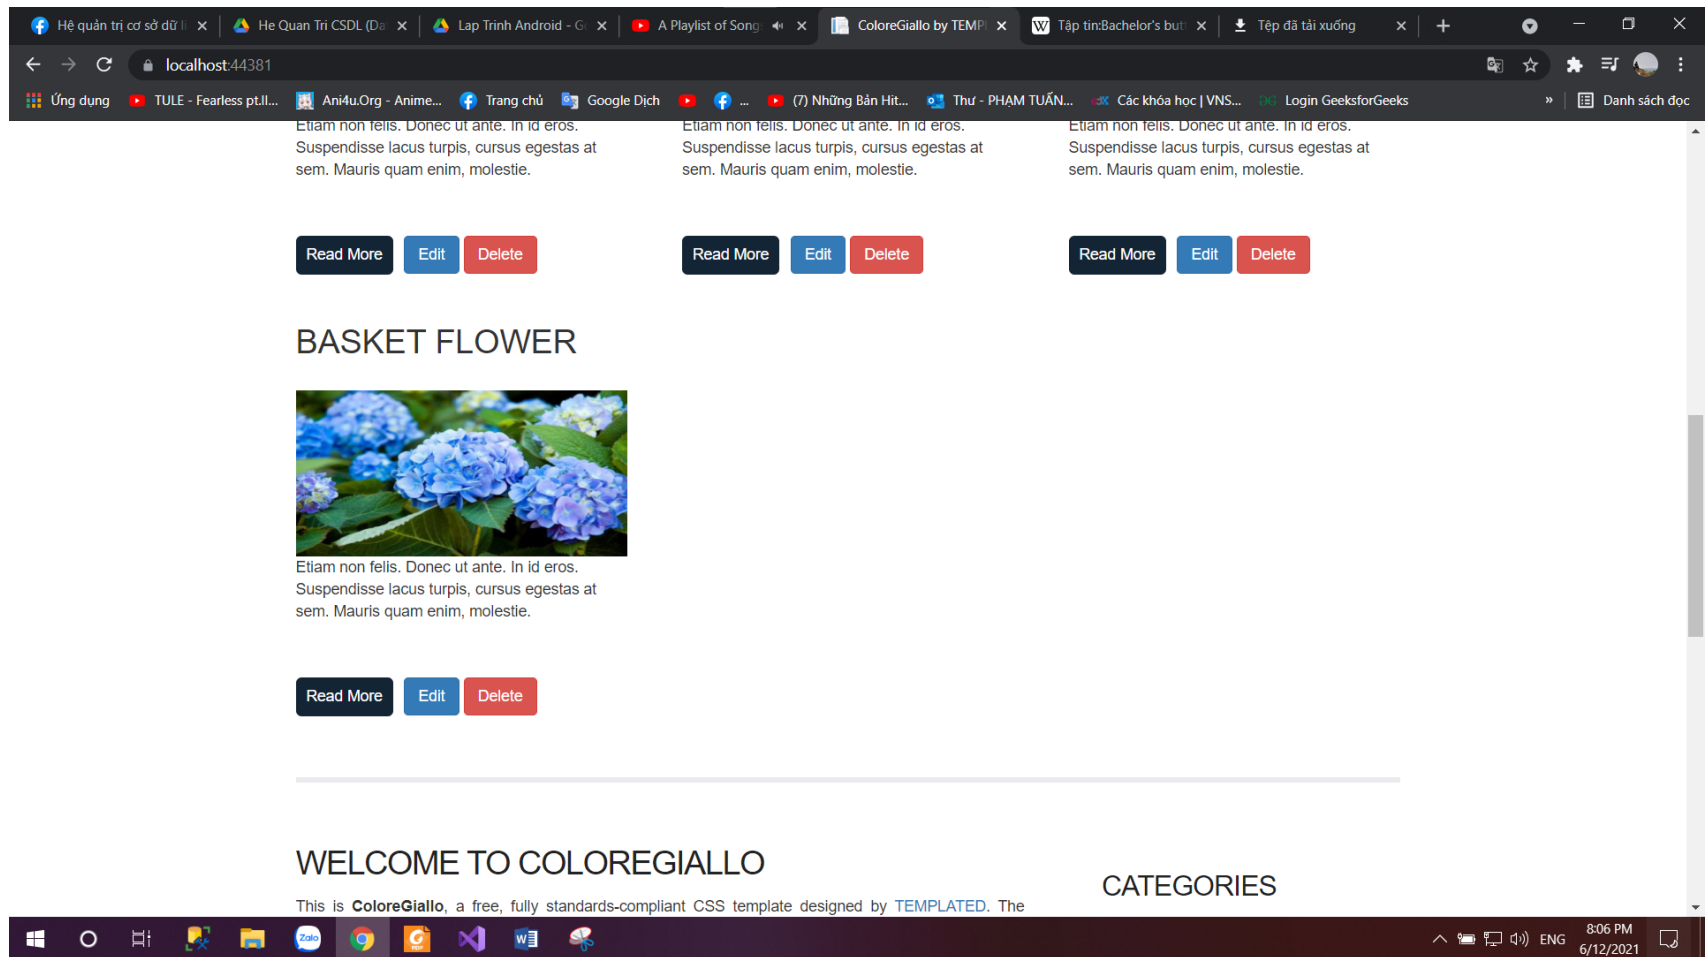 Hệ quản trị cơ sở dữ li
He Quan Tri CSDL (Da
Lap Trinh Android - G
A Playlist of Song
ColoreGiallo by TEMPL
W Tập tin:Bachelor's butt
Tệp đã tải xuống
localhost:44381
Ứng dụng
TULE - Fearless pt.II...
Ani4u.Org - Anime...
Trang chủ
Google Dịch
...
(7) Những Bản Hit...
Thư - PHẠM TUẤN...
Các khóa học | VNS...
Login GeeksforGeeks
»
Danh sách đọc
Etiam non felis. Donec ut ante. In id eros.
Suspendisse lacus turpis, cursus egestas at
sem. Mauris quam enim, molestie.
Etiam non felis. Donec ut ante. In id eros.
Suspendisse lacus turpis, cursus egestas at
sem. Mauris quam enim, molestie.
Etiam non felis. Donec ut ante. In id eros.
Suspendisse lacus turpis, cursus egestas at
sem. Mauris quam enim, molestie.
Read More Edit Delete
Read More Edit Delete
Read More Edit Delete
BASKET FLOWER
Etiam non felis. Donec ut ante. In id eros.
Suspendisse lacus turpis, cursus egestas at
sem. Mauris quam enim, molestie.
Read More Edit Delete
WELCOME TO COLOREGIALLO
This is ColoreGiallo, a free, fully standards-compliant CSS template designed by TEMPLATED. The
CATEGORIES
Zalo
PDF
ENG
8:06 PM
6/12/2021